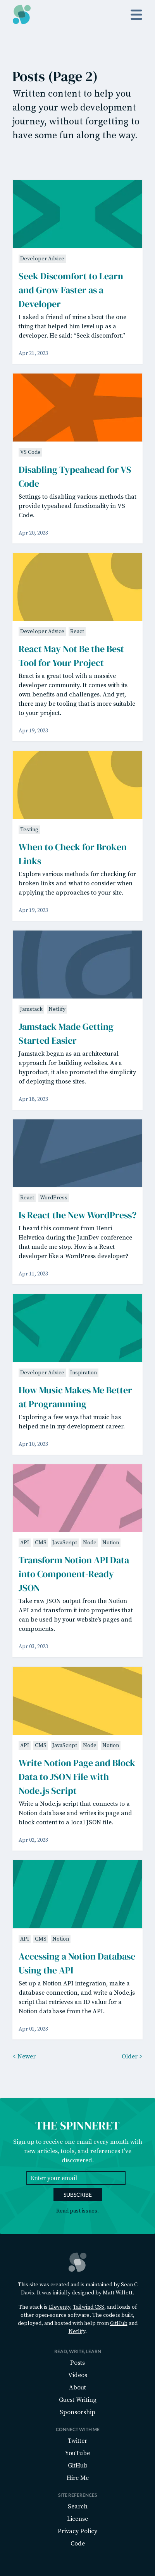 Posts (Page 2)
Written content to help you
along your web development
journey, without forgetting to
have some fun along the way.
Developer Advice
Seek Discomfort to Learn
and Grow Faster as a
Developer
I asked a friend of mine about the one
thing that helped him level up as a
developer. He said: “Seek discomfort.”
Apr 21, 2023
VS Code
Disabling Typeahead for VS
Code
Settings to disabling various methods that
provide typeahead functionality in VS
Code.
Apr 20, 2023
Developer Advice React
React May Not Be the Best
Tool for Your Project
React is a great tool with a massive
developer community. It comes with its
own benefits and challenges. And yet,
there may be tooling that is more suitable
to your project.
Apr 19, 2023
Testing
When to Check for Broken
Links
Explore various methods for checking for
broken links and what to consider when
applying the approaches to your site.
Apr 19, 2023
Jamstack Netlify
Jamstack Made Getting
Started Easier
Jamstack began as an architectural
approach for building websites. As a
byproduct, it also promoted the simplicity
of deploying those sites.
Apr 18, 2023
React WordPress
Is React the New WordPress?
I heard this comment from Henri
Helvetica during the JamDev conference
that made me stop. How is a React
developer like a WordPress developer?
Apr 11, 2023
Developer Advice Inspiration
How Music Makes Me Better
at Programming
Exploring a few ways that music has
helped me in my development career.
Apr 10, 2023
API CMS JavaScript Node Notion
Transform Notion API Data
into Component-Ready
JSON
Take raw JSON output from the Notion
API and transform it into properties that
can be used by your website's pages and
components.
Apr 03, 2023
API CMS JavaScript Node Notion
Write Notion Page and Block
Data to JSON File with
Node.js Script
Write a Node.js script that connects to a
Notion database and writes its page and
block content to a local JSON file.
Apr 02, 2023
API CMS Notion
Accessing a Notion Database
Using the API
Set up a Notion API integration, make a
database connection, and write a Node.js
script that retrieves an ID value for a
Notion database from the API.
Apr 01, 2023
< Newer
Older >
THE SPINNERET
Sign up to receive one email every month with
new articles, tools, and references I've
discovered.
Enter your email
SUBSCRIBE
Read past issues.
This site was created and is maintained by Sean C
Davis. It was initially designed by Matt Willett.
The stack is Eleventy, Tailwind CSS, and loads of
other open-source software. The code is built,
deployed, and hosted with help from GitHub and
Netlify.
READ, WRITE, LEARN
Posts
Videos
About
Guest Writing
Sponsorship
CONNECT WITH ME
Twitter
YouTube
GitHub
Hire Me
SITE REFERENCES
Search
License
Privacy Policy
Code